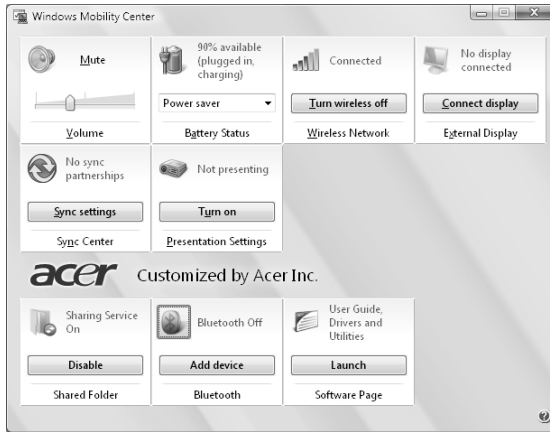 Windows Mobility Center
Mute
Volume
90% available
(plugged in,
charging)
Power saver
Battery Status
Connected
Turn wireless off
Wireless Network
No display
connected
Connect display
External Display
No sync
partnerships
Sync settings
Sync Center
Not presenting
Turn on
Presentation Settings
acer Customized by Acer Inc.
Sharing Service
On
Disable
Shared Folder
Bluetooth Off
Add device
Bluetooth
User Guide,
Drivers and
Utilities
Launch
Software Page
?